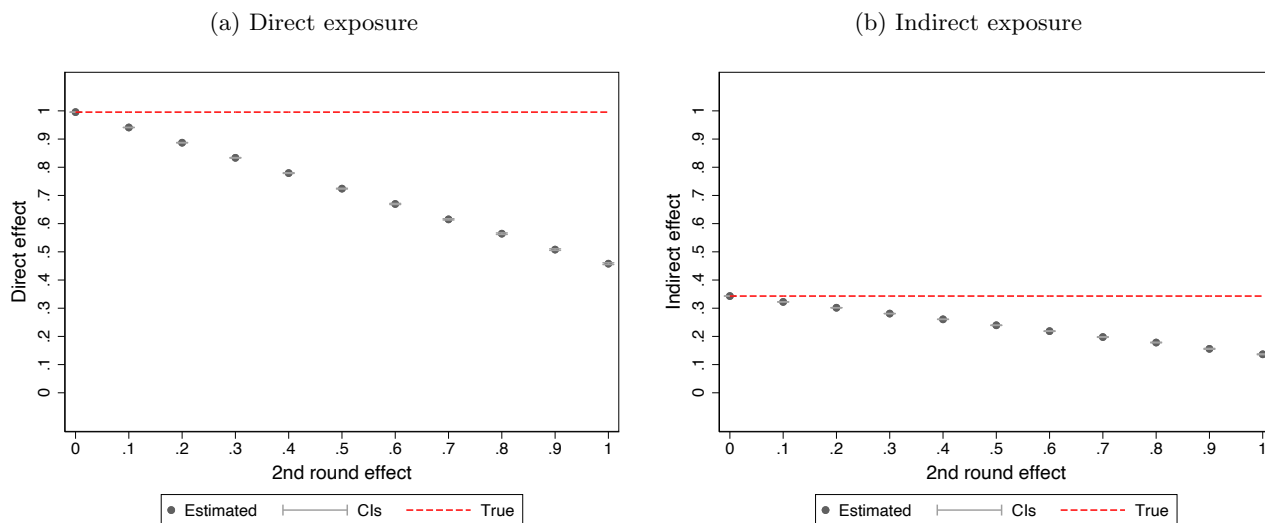 (a) Direct exposure
Direct effect
1
.9
.8
.7
.6
.5
.4
.3
.2
.1
0
0 .1 .2 .3 .4 .5 .6 .7 .8 .9 1
2nd round effect
Estimated CIs True
(b) Indirect exposure
Indirect effect
1
.9
.8
.7
.6
.5
.4
.3
.2
.1
0
0 .1 .2 .3 .4 .5 .6 .7 .8 .9 1
2nd round effect
Estimated CIs True